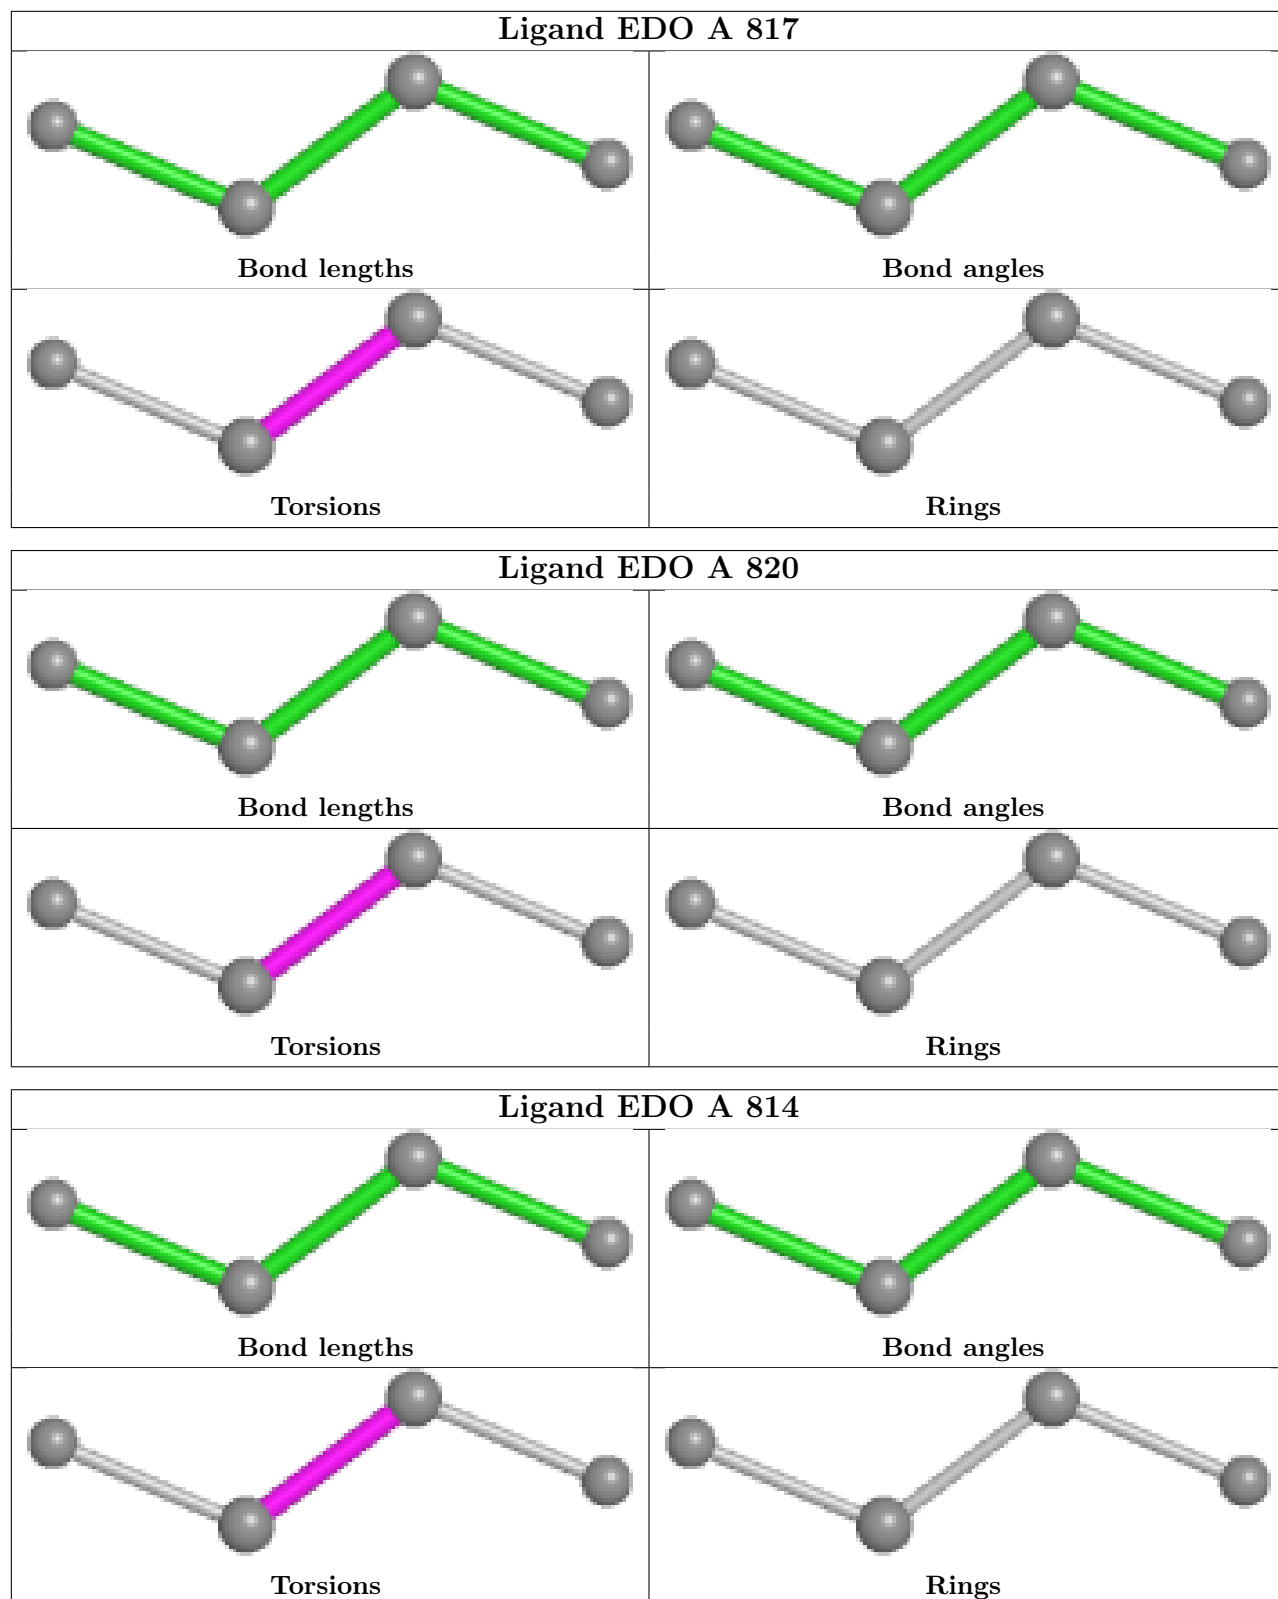 Ligand EDO A 817
Bond lengths
Bond angles
Torsions
Rings
Ligand EDO A 820
Bond lengths
Bond angles
Torsions
Rings
Ligand EDO A 814
Bond lengths
Bond angles
Torsions
Rings